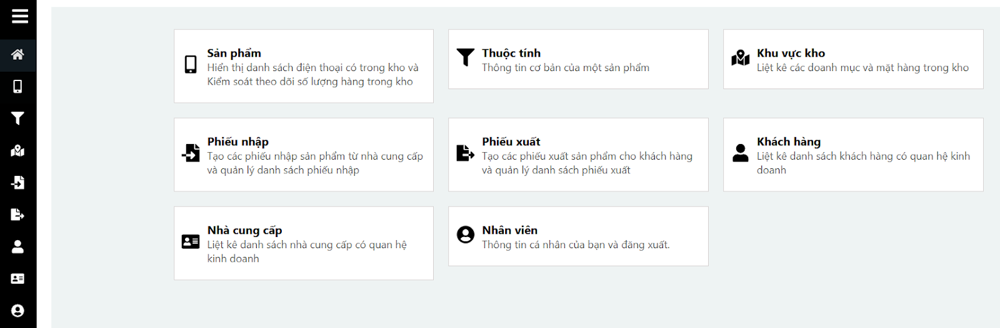 Sản phẩm
Hiển thị danh sách điện thoại có trong kho và
Kiểm soát theo dõi số lượng hàng trong kho
Thuộc tính
Thông tin cơ bản của một sản phẩm
Khu vực kho
Liệt kê các doanh mục và mặt hàng trong kho
Phiếu nhập
Tạo các phiếu nhập sản phẩm từ nhà cung cấp
và quản lý danh sách phiếu nhập
Phiếu xuất
Tạo các phiếu xuất sản phẩm cho khách hàng
và quản lý danh sách phiếu xuất
Khách hàng
Liệt kê danh sách khách hàng có quan hệ kinh
doanh
Nhà cung cấp
Liệt kê danh sách nhà cung cấp có quan hệ
kinh doanh
Nhân viên
Thông tin cá nhân của bạn và đăng xuất.